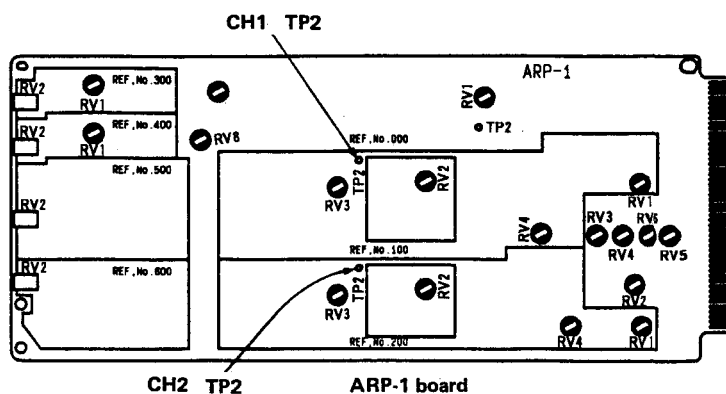 CH1 TP2
ARP-1
RV2
REF,No.300
RV1
RV1
TP2
RV2
REF,No.400
RV1
RV8
REF,No.000
RV2
REF,No.500
TP2
RV3
RV2
RV1
RV4
RV3
RV4
RV6
RV5
REF,No.100
RV2
REF,No.600
TP2
RV3
RV2
RV2
RV4
RV1
REF,No.200
CH2 TP2
ARP-1 board